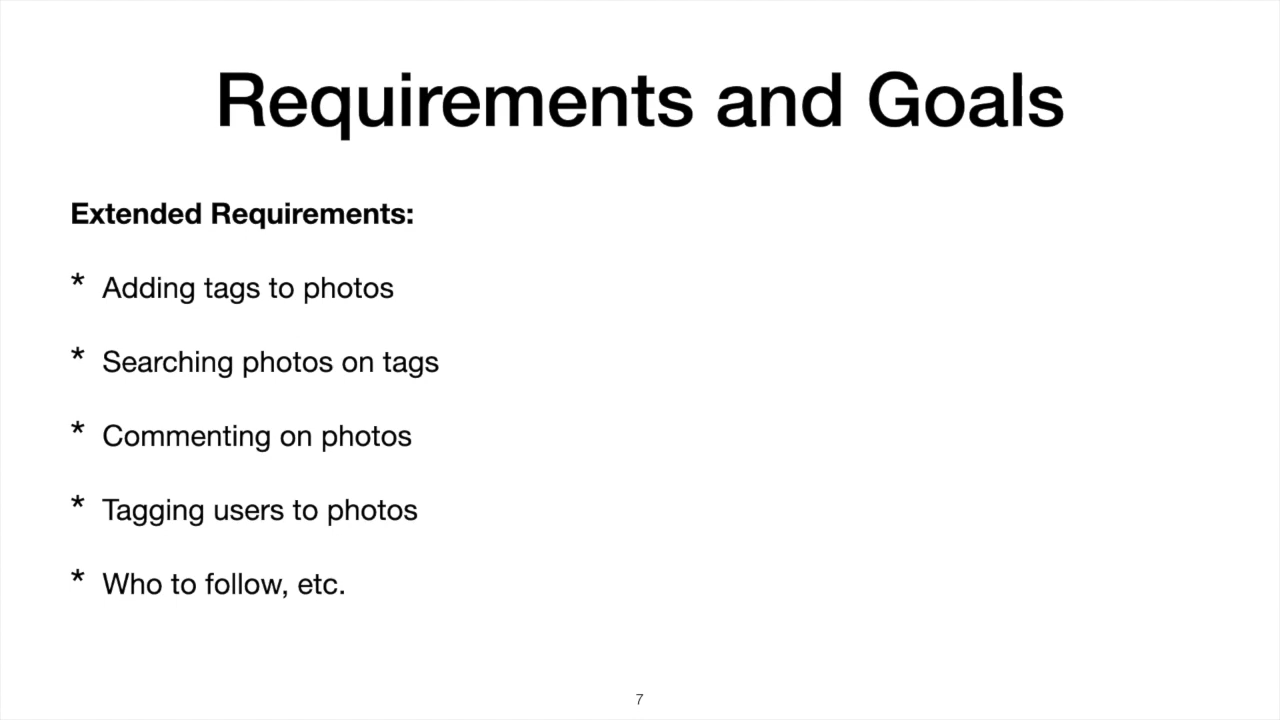 Requirements and Goals
Extended Requirements:
* Adding tags to photos
* Searching photos on tags
* Commenting on photos
* Tagging users to photos
* Who to follow, etc.
7